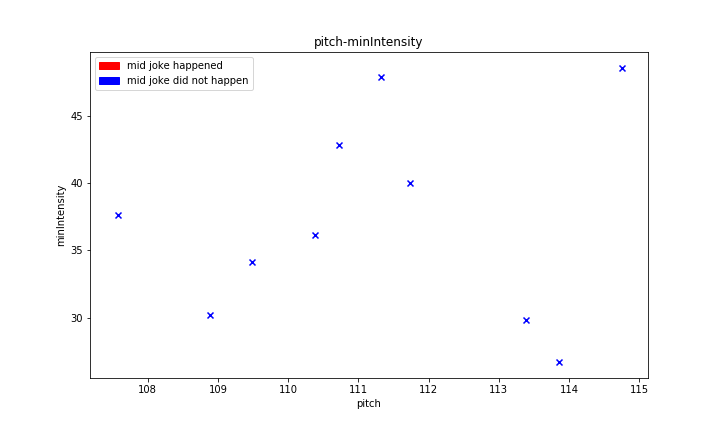 pitch-minIntensity
mid joke happened
mid joke did not happen
45
40
35
30
minIntensity
108 109 110 111 112 113 114 115
pitch